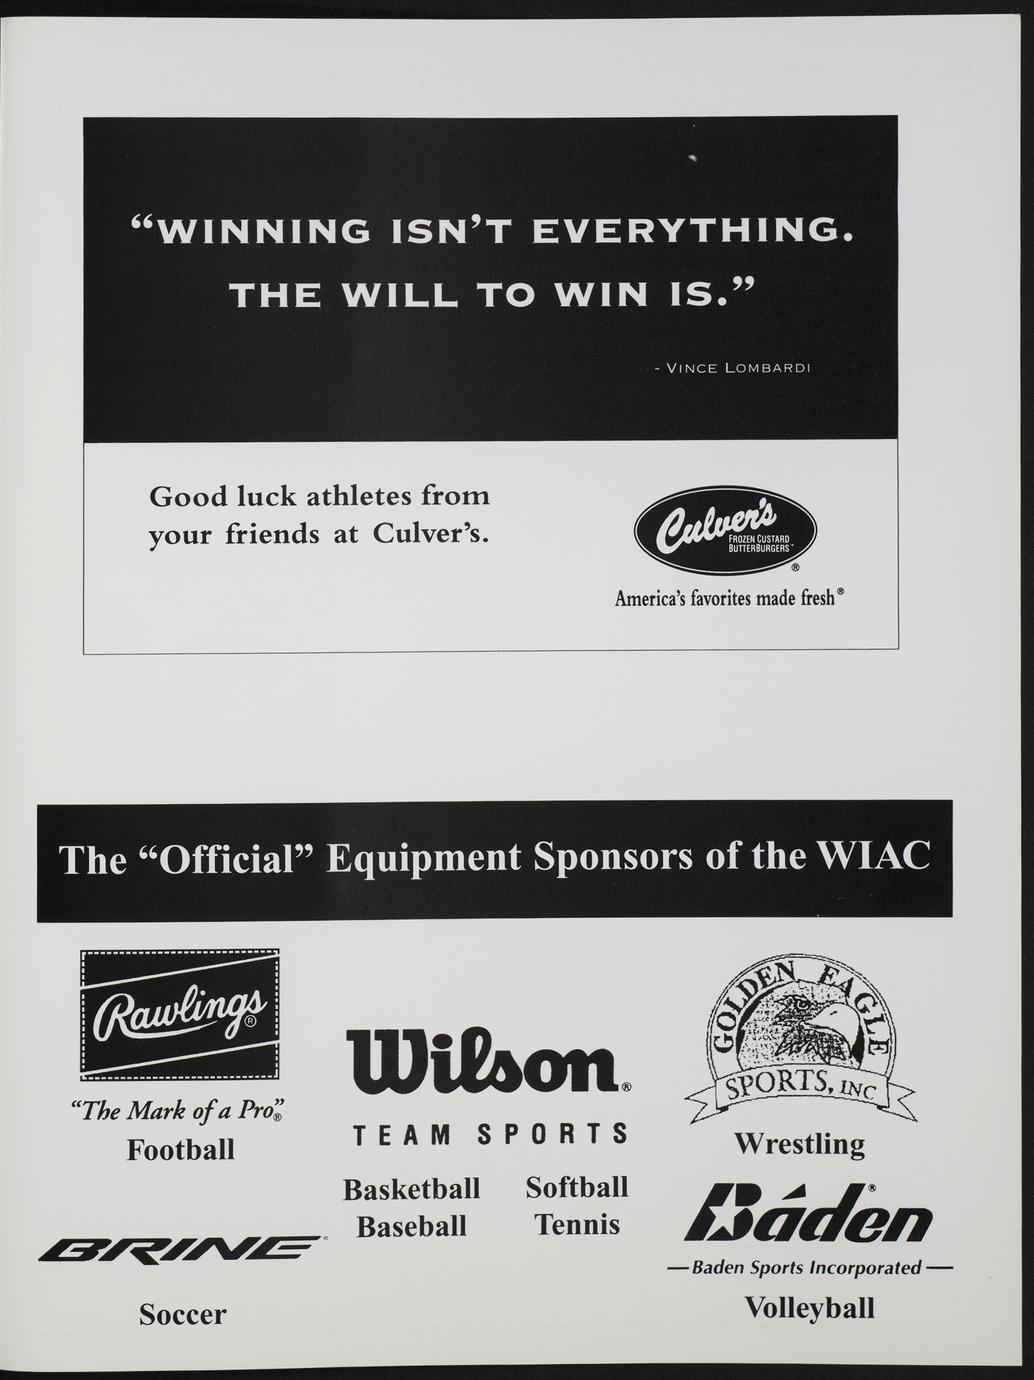 “WINNING ISN’T EVERYTHING.
THE WILL TO WIN IS.”
- VINCE LOMBARDI
Good luck athletes from
your friends at Culver’s.
Culver’s
FROZEN CUSTARD
BUTTERBURGERS™
®
America’s favorites made fresh®
The “Official” Equipment Sponsors of the WIAC
Rawlings®
“The Mark of a Pro”®
Football
Wilson®
TEAM SPORTS
Basketball Softball
Baseball Tennis
GOLDEN EAGLE
SPORTS, INC
Wrestling
BRINE
Soccer
Báden®
Baden Sports Incorporated
Volleyball